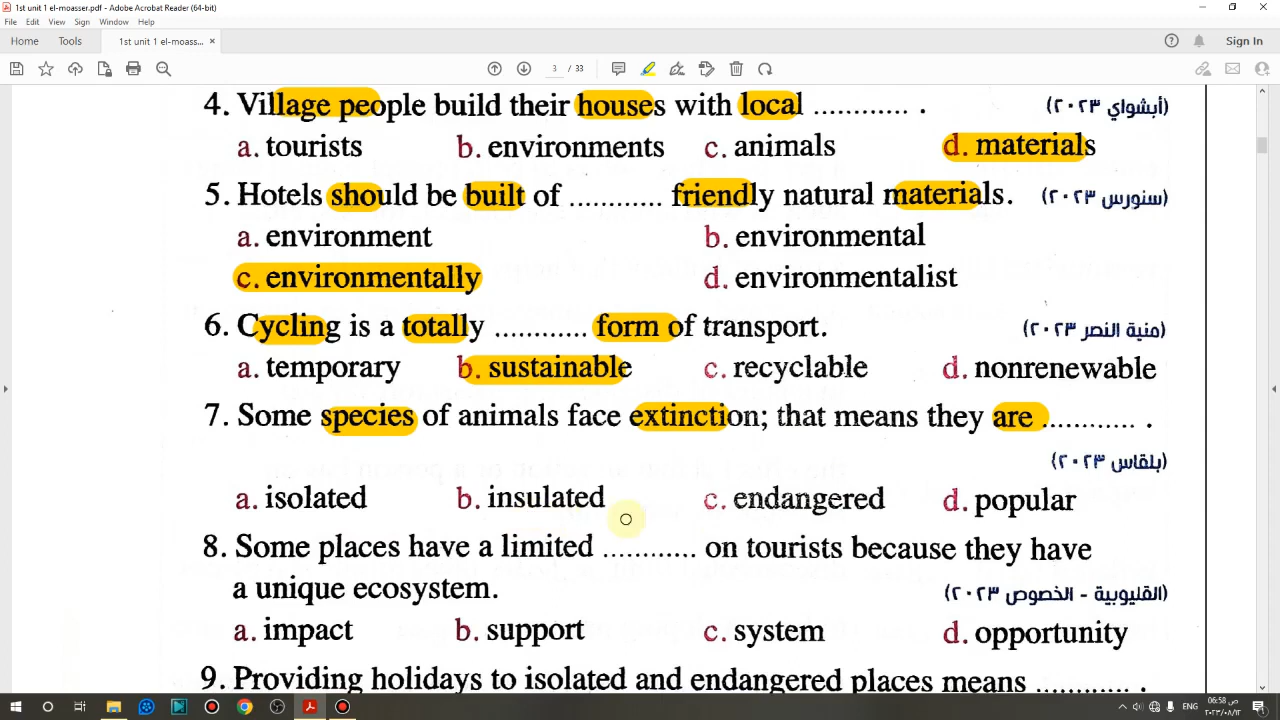 1st unit 1 el-moasser.pdf - Adobe Acrobat Reader (64-bit)
File Edit View Sign Window Help
Home Tools 1st unit 1 el-moass... × Sign In
3 / 33
4. Village people build their houses with local ............ . (أبشواي ٢٠٢٣)
a. tourists b. environments c. animals d. materials
5. Hotels should be built of ............ friendly natural materials. (سنورس ٢٠٢٣)
a. environment b. environmental
c. environmentally d. environmentalist
6. Cycling is a totally ............ form of transport. (منية النصر ٢٠٢٣)
a. temporary b. sustainable c. recyclable d. nonrenewable
7. Some species of animals face extinction; that means they are ............ .
(بلقاس ٢٠٢٣)
a. isolated b. insulated c. endangered d. popular
8. Some places have a limited ............ on tourists because they have
a unique ecosystem. (القليوبية - الخصوص ٢٠٢٣)
a. impact b. support c. system d. opportunity
9. Providing holidays to isolated and endangered places means ............ .
ENG ص 06:58
٢٠٢٣/٠٨/١٢